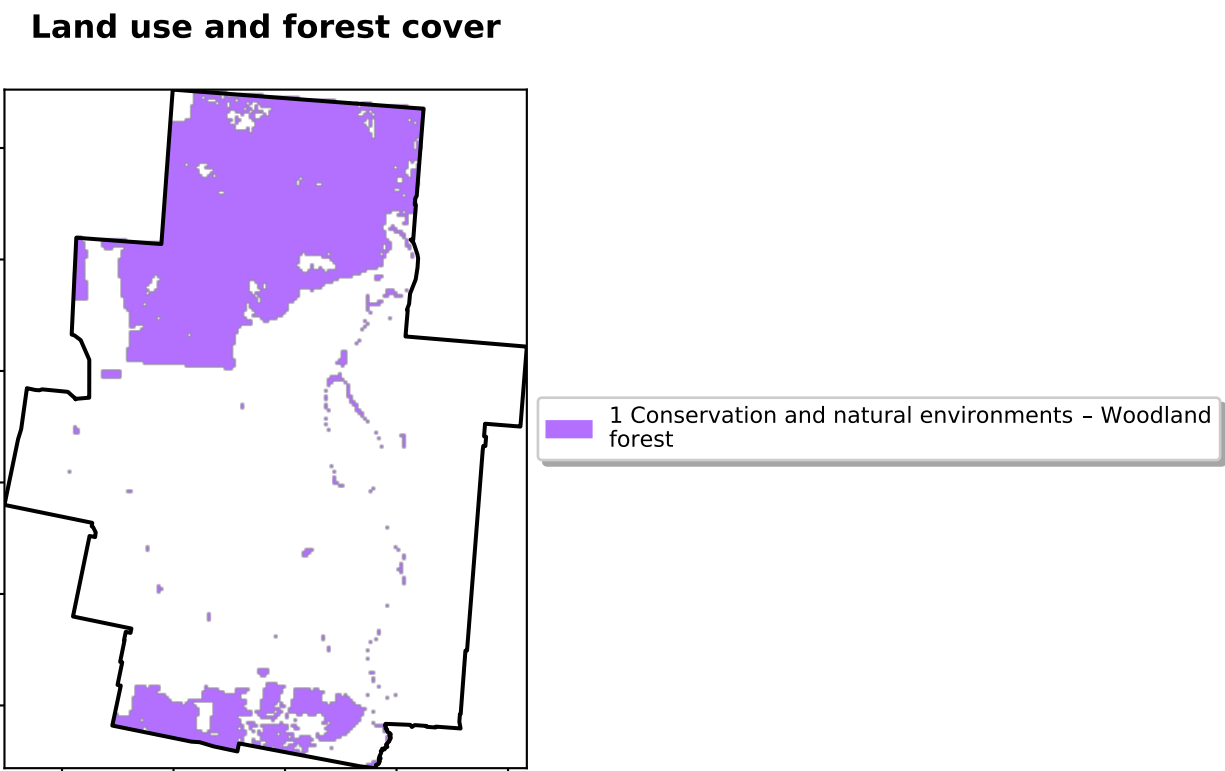 Land use and forest cover
1 Conservation and natural environments – Woodland
forest